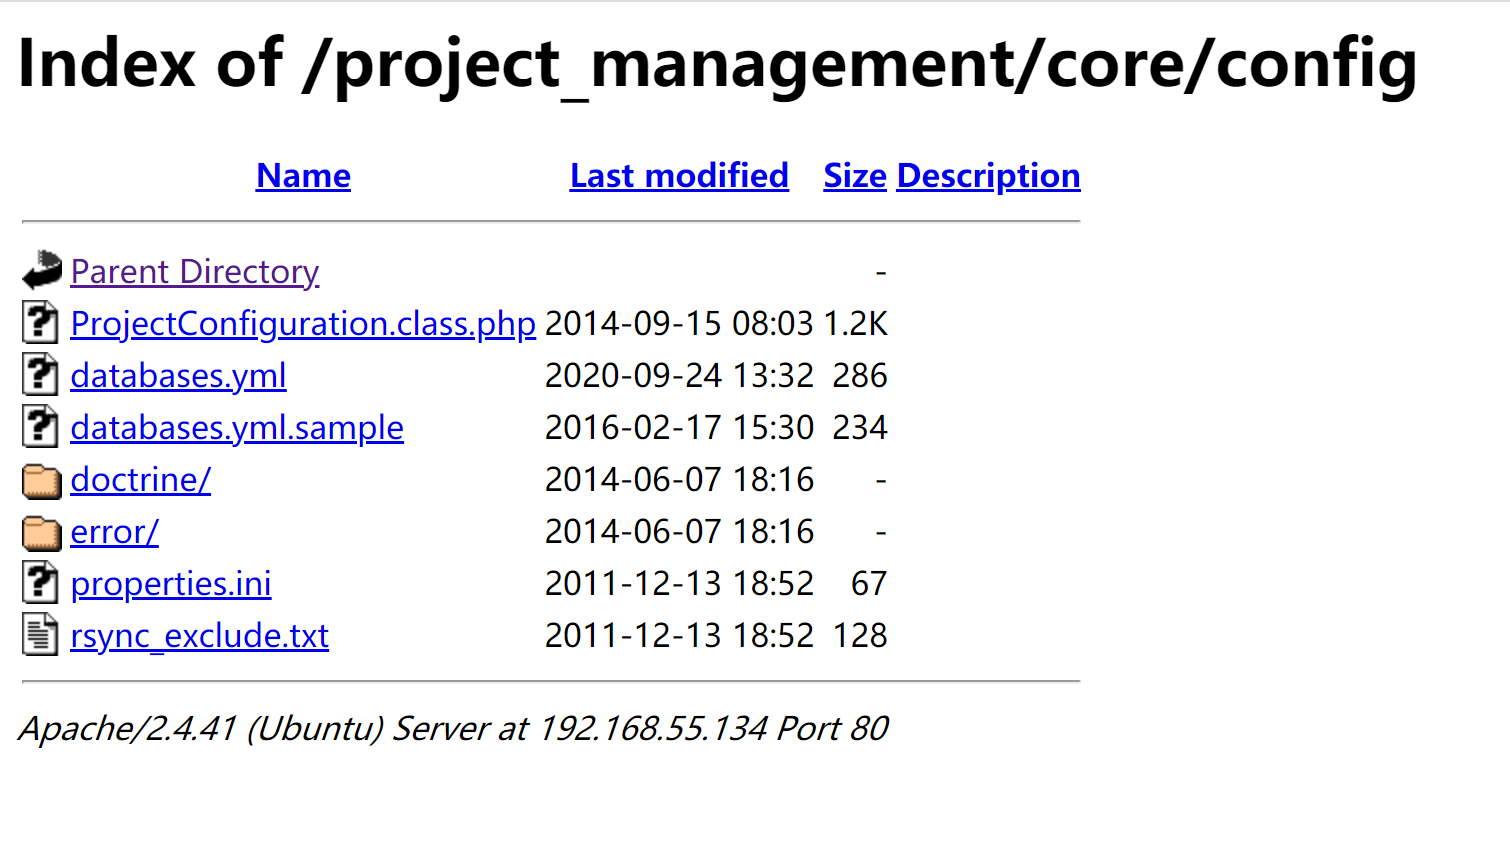 Index of /project_management/core/config
Name Last modified Size Description
Parent Directory -
ProjectConfiguration.class.php 2014-09-15 08:03 1.2K
databases.yml 2020-09-24 13:32 286
databases.yml.sample 2016-02-17 15:30 234
doctrine/ 2014-06-07 18:16 -
error/ 2014-06-07 18:16 -
properties.ini 2011-12-13 18:52 67
rsync_exclude.txt 2011-12-13 18:52 128
Apache/2.4.41 (Ubuntu) Server at 192.168.55.134 Port 80